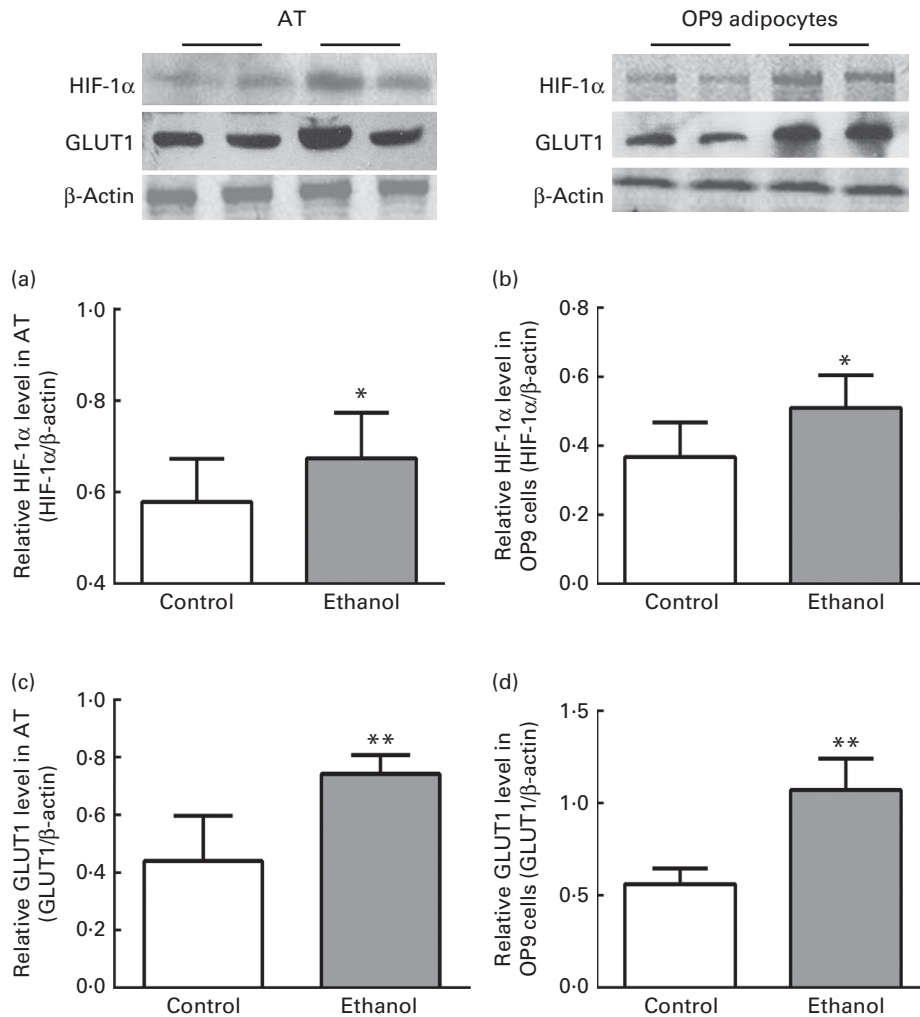 AT
HIF-1α
GLUT1
β-Actin
OP9 adipocytes
HIF-1α
GLUT1
β-Actin
(a)
Relative HIF-1α level in AT
(HIF-1α/β-actin)
1·0
0·8
0·6
0·4
*
Control Ethanol
(b)
Relative HIF-1α level in
OP9 cells (HIF-1α/β-actin)
0·8
0·6
0·4
0·2
0·0
*
Control Ethanol
(c)
Relative GLUT1 level in AT
(GLUT1/β-actin)
1·0
0·8
0·6
0·4
0·2
0·0
**
Control Ethanol
(d)
Relative GLUT1 level in
OP9 cells (GLUT1/β-actin)
1·5
1·0
0·5
0·0
**
Control Ethanol